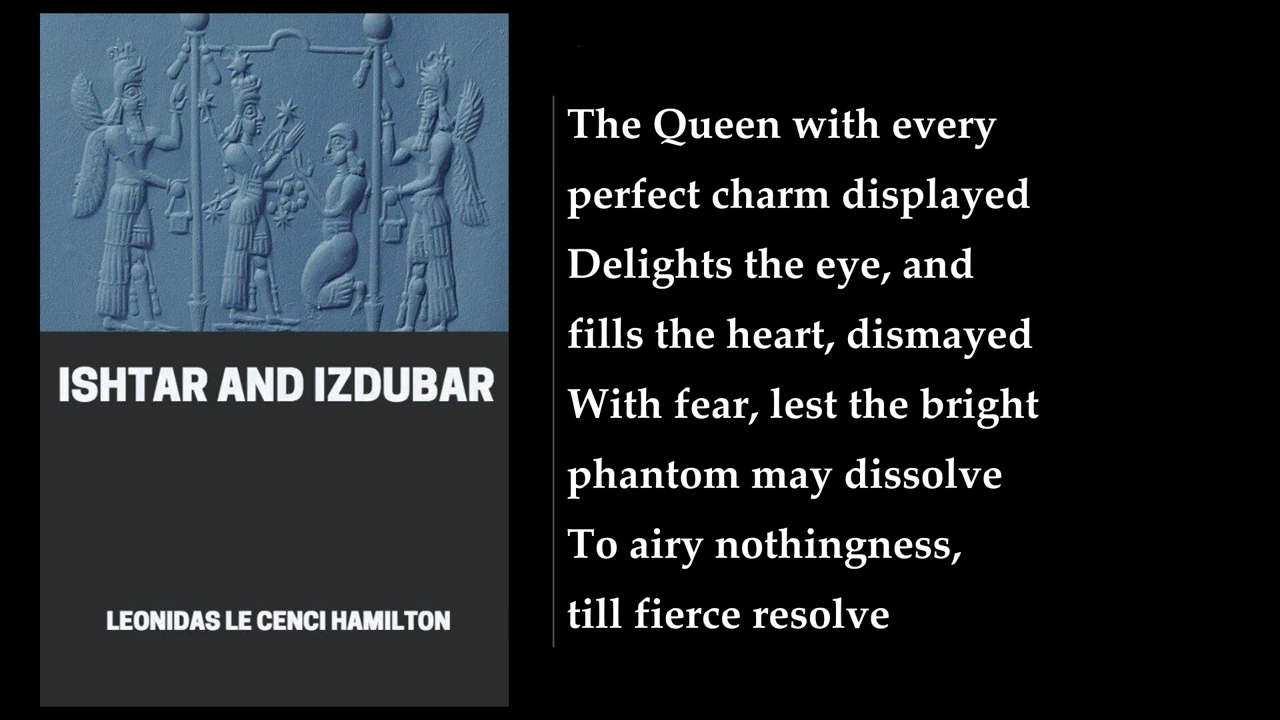 ISHTAR AND IZDUBAR
LEONIDAS LE CENCI HAMILTON
The Queen with every
perfect charm displayed
Delights the eye, and
fills the heart, dismayed
With fear, lest the bright
phantom may dissolve
To airy nothingness,
till fierce resolve